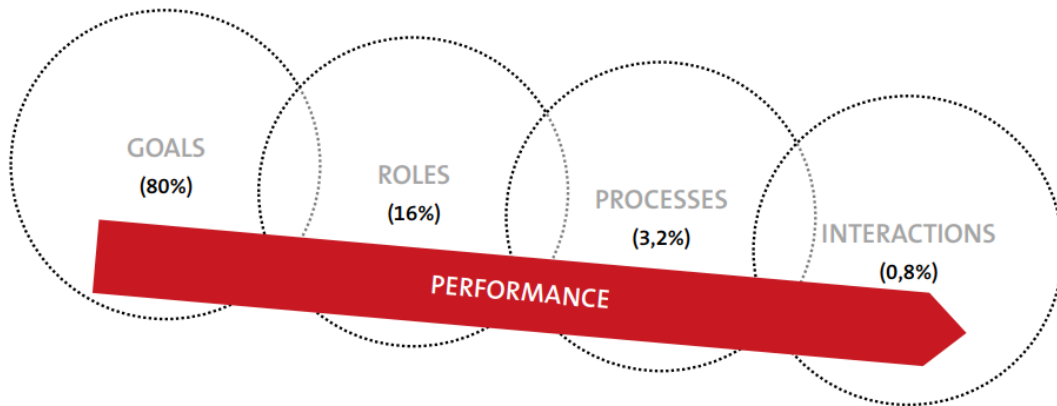 GOALS
(80%)
ROLES
(16%)
PROCESSES
(3,2%)
INTERACTIONS
(0,8%)
PERFORMANCE